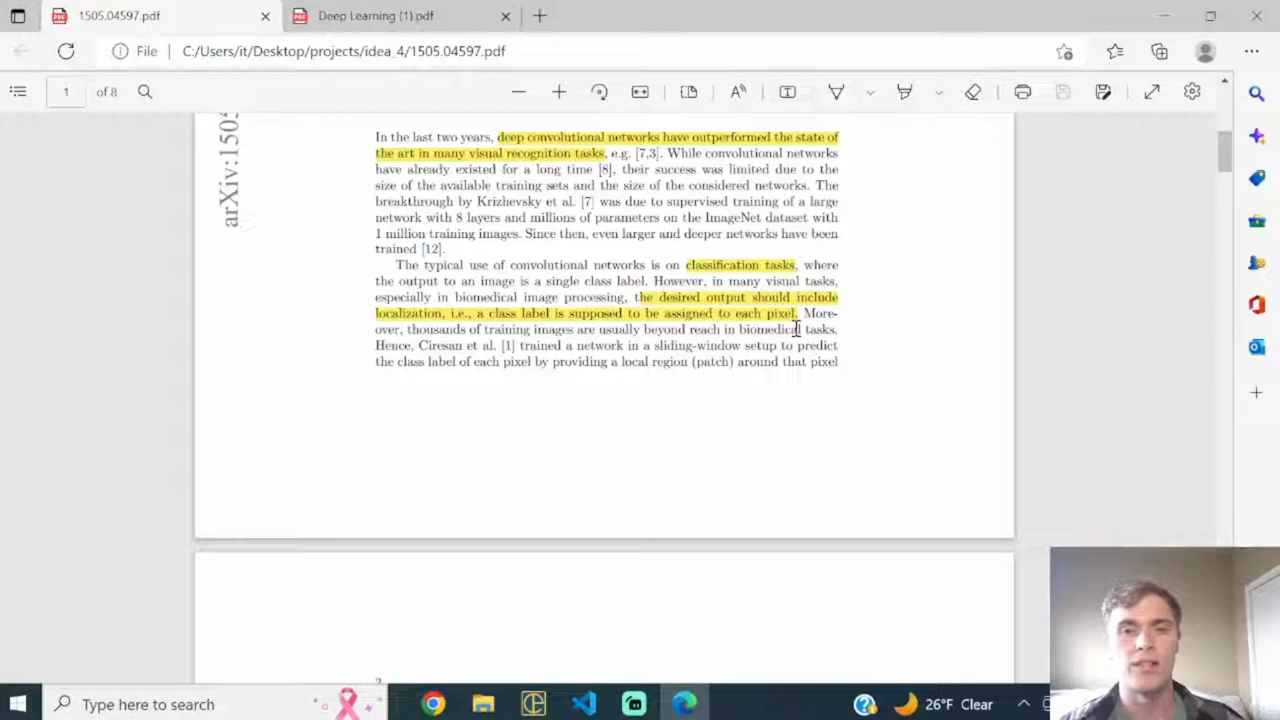 1505.04597.pdf
Deep Learning (1).pdf
File
C:/Users/it/Desktop/projects/idea_4/1505.04597.pdf
1
of 8
arXiv:1505
In the last two years, deep convolutional networks have outperformed the state of
the art in many visual recognition tasks, e.g. [7,3]. While convolutional networks
have already existed for a long time [8], their success was limited due to the
size of the available training sets and the size of the considered networks. The
breakthrough by Krizhevsky et al. [7] was due to supervised training of a large
network with 8 layers and millions of parameters on the ImageNet dataset with
1 million training images. Since then, even larger and deeper networks have been
trained [12].
The typical use of convolutional networks is on classification tasks, where
the output to an image is a single class label. However, in many visual tasks,
especially in biomedical image processing, the desired output should include
localization, i.e., a class label is supposed to be assigned to each pixel. More-
over, thousands of training images are usually beyond reach in biomedical tasks.
Hence, Ciresan et al. [1] trained a network in a sliding-window setup to predict
the class label of each pixel by providing a local region (patch) around that pixel
Type here to search
26°F Clear